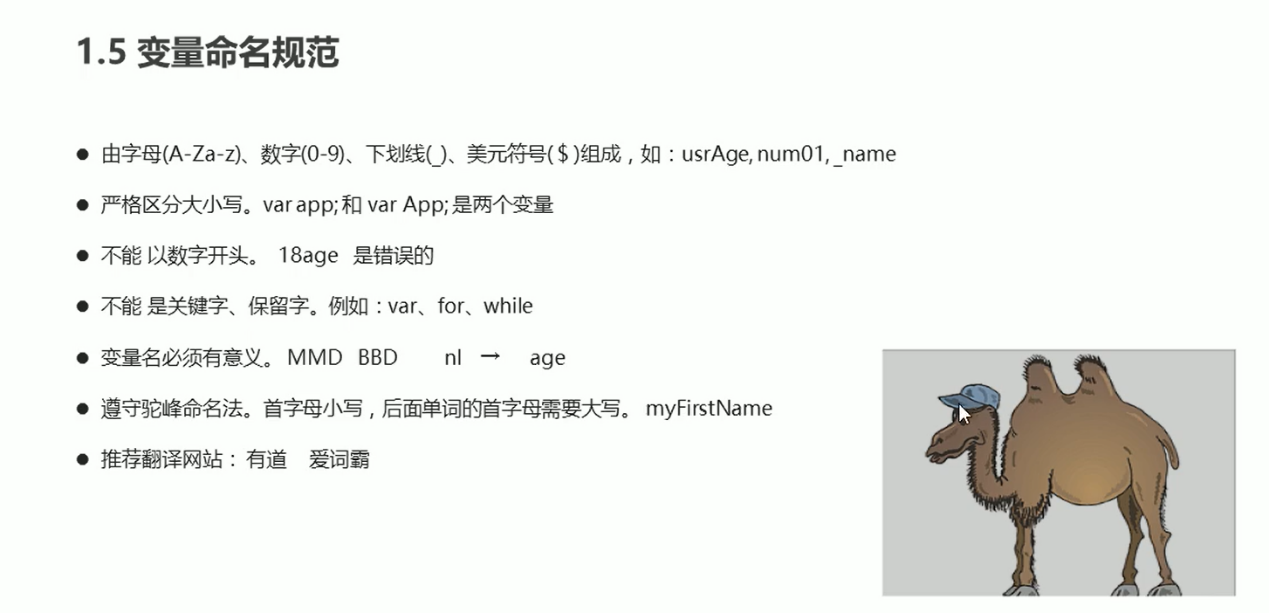 1.5 变量命名规范
● 由字母(A-Za-z)、数字(0-9)、下划线(_)、美元符号( $ )组成，如：usrAge, num01, _name
● 严格区分大小写。var app; 和 var App; 是两个变量
● 不能 以数字开头。 18age 是错误的
● 不能 是关键字、保留字。例如：var、for、while
● 变量名必须有意义。 MMD BBD nl → age
● 遵守驼峰命名法。首字母小写，后面单词的首字母需要大写。 myFirstName
● 推荐翻译网站： 有道 爱词霸